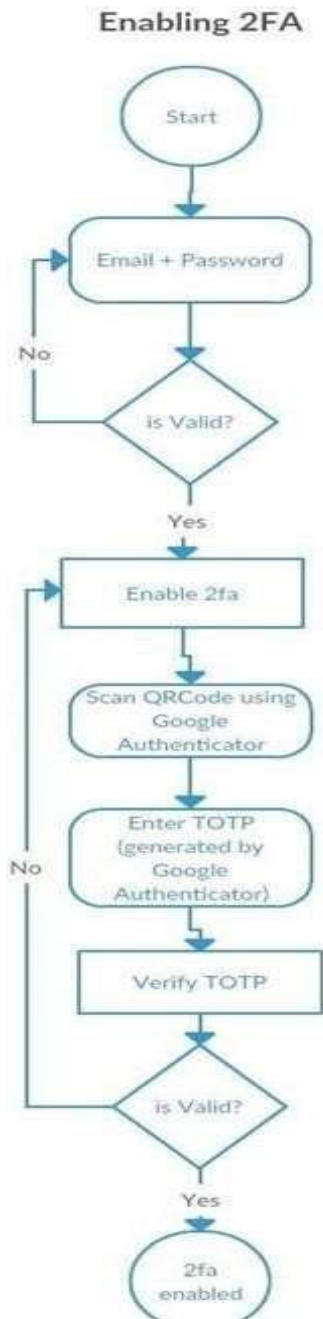 Enabling 2FA
Start
Email + Password
No
is Valid?
Yes
Enable 2fa
Scan QRCode using
Google
Authenticator
Enter TOTP
(generated by
Google
Authenticator)
No
Verify TOTP
is Valid?
Yes
2fa
enabled